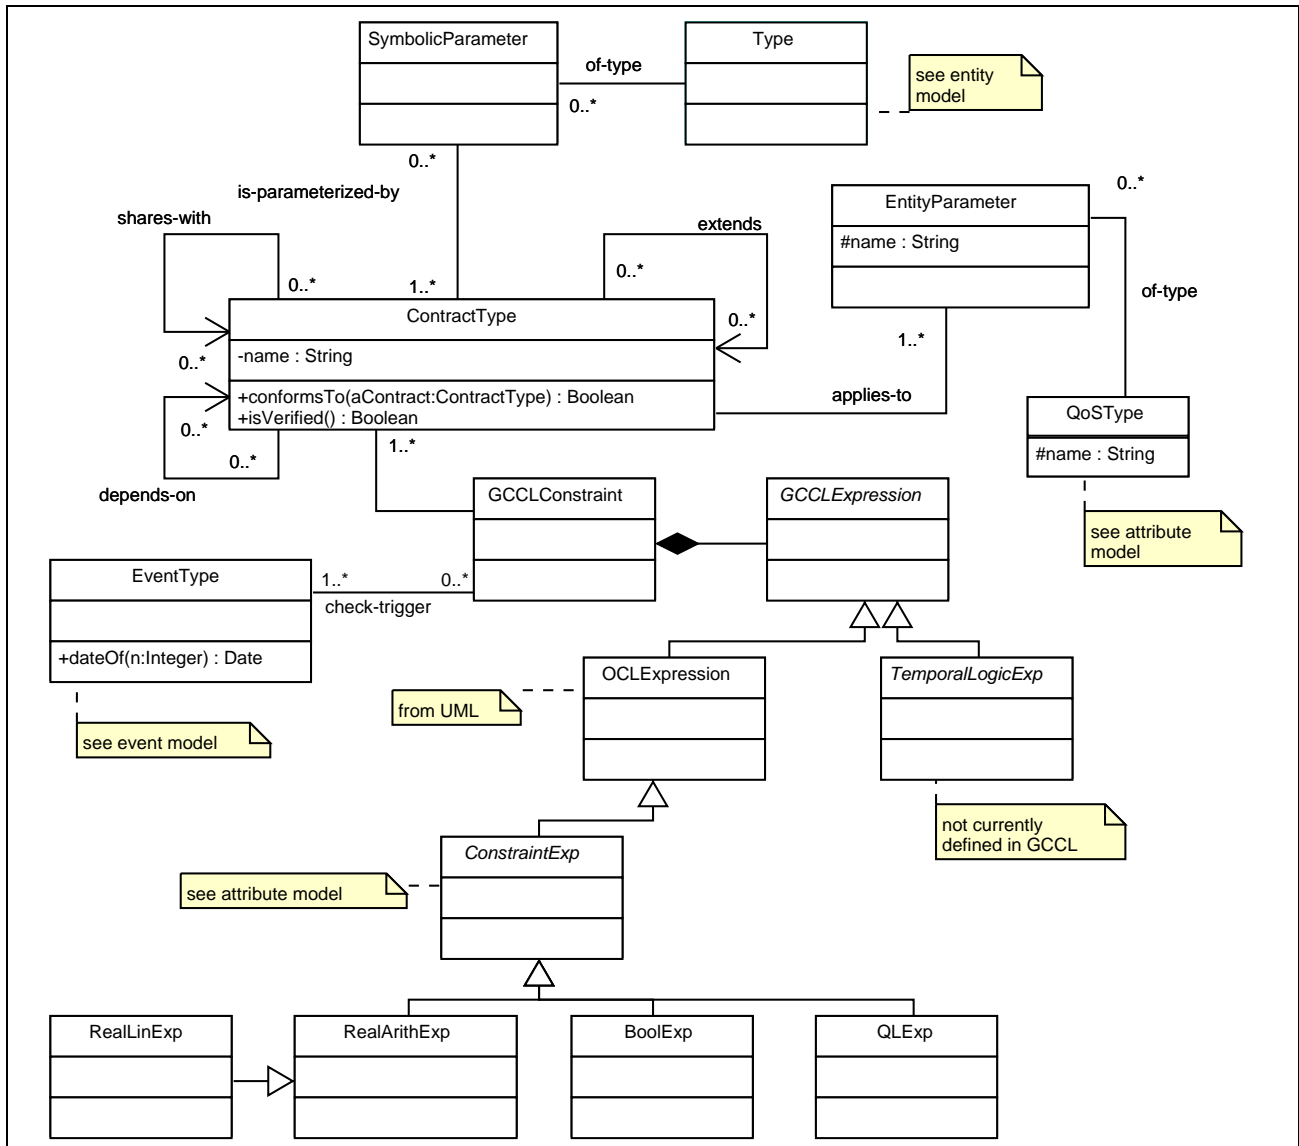 SymbolicParameter
Type
of-type
0..*
see entity
model
0..*
is-parameterized-by
shares-with
extends
0..*
EntityParameter
#name : String
0..*
0..*
1..*
of-type
ContractType
0..*
0..*
1..*
-name : String
+conformsTo(aContract:ContractType) : Boolean
+isVerified() : Boolean
applies-to
0..*
0..*
1..*
depends-on
QoSType
#name : String
GCCLConstraint
GCCLExpression
see attribute
model
EventType
1..*
0..*
check-trigger
+dateOf(n:Integer) : Date
OCLExpression
TemporalLogicExp
from UML
see event model
not currently
defined in GCCL
ConstraintExp
see attribute model
RealLinExp
RealArithExp
BoolExp
QLExp